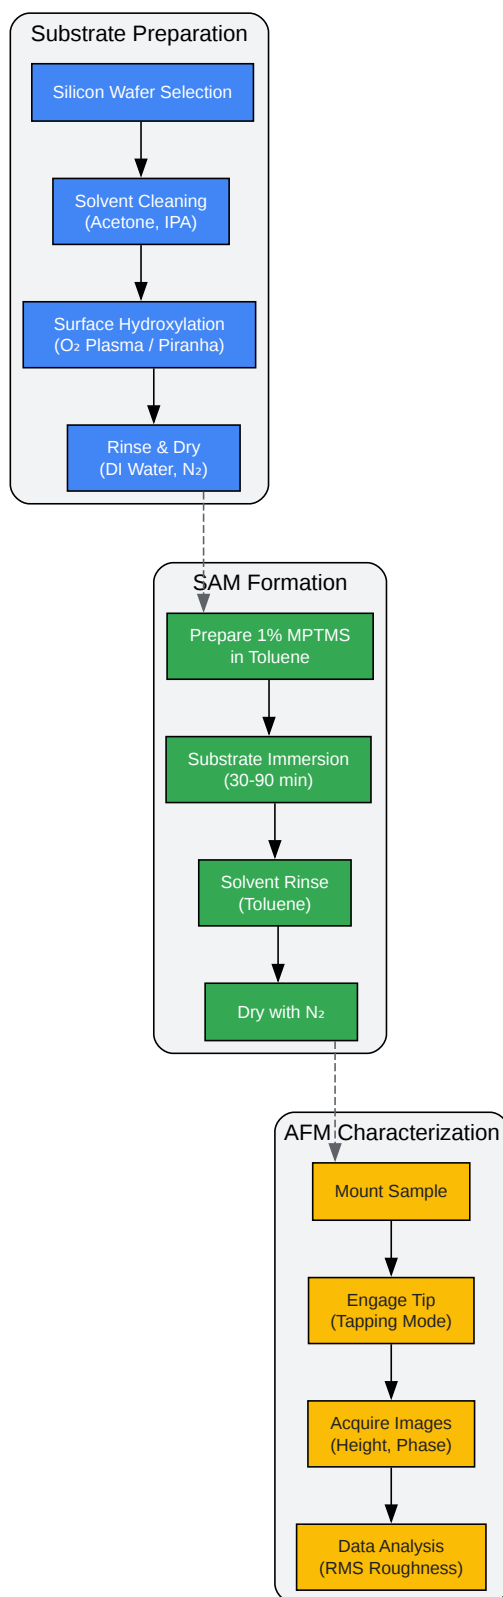 Substrate Preparation
Silicon Wafer Selection
Solvent Cleaning
(Acetone, IPA)
Surface Hydroxylation
(O₂ Plasma / Piranha)
Rinse & Dry
(DI Water, N₂)
SAM Formation
Prepare 1% MPTMS
in Toluene
Substrate Immersion
(30-90 min)
Solvent Rinse
(Toluene)
Dry with N₂
AFM Characterization
Mount Sample
Engage Tip
(Tapping Mode)
Acquire Images
(Height, Phase)
Data Analysis
(RMS Roughness)